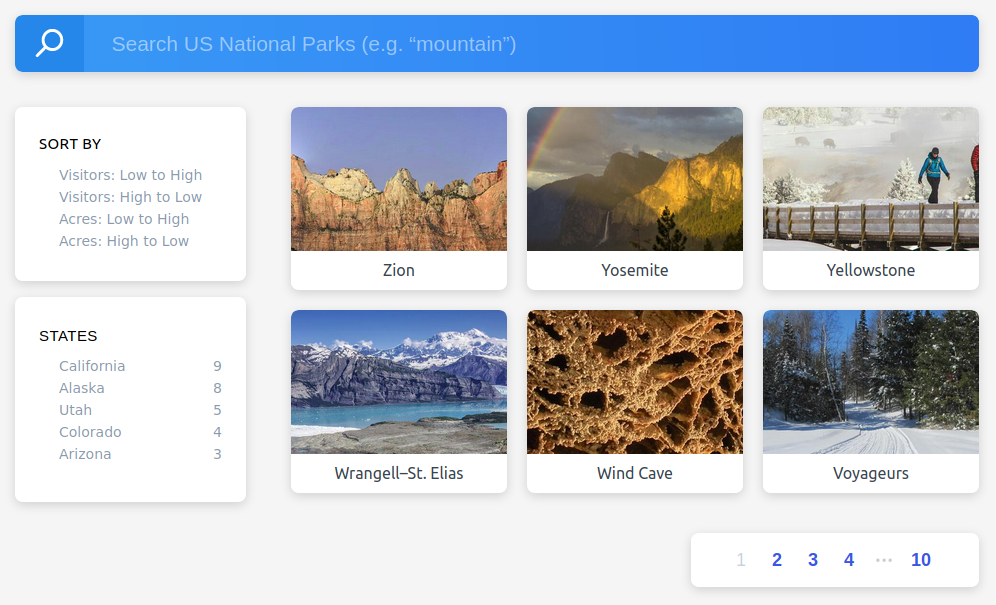 Search US National Parks (e.g. “mountain”)
SORT BY
Visitors: Low to High
Visitors: High to Low
Acres: Low to High
Acres: High to Low
STATES
California 9
Alaska 8
Utah 5
Colorado 4
Arizona 3
Zion
Yosemite
Yellowstone
Wrangell–St. Elias
Wind Cave
Voyageurs
1 2 3 4 ··· 10